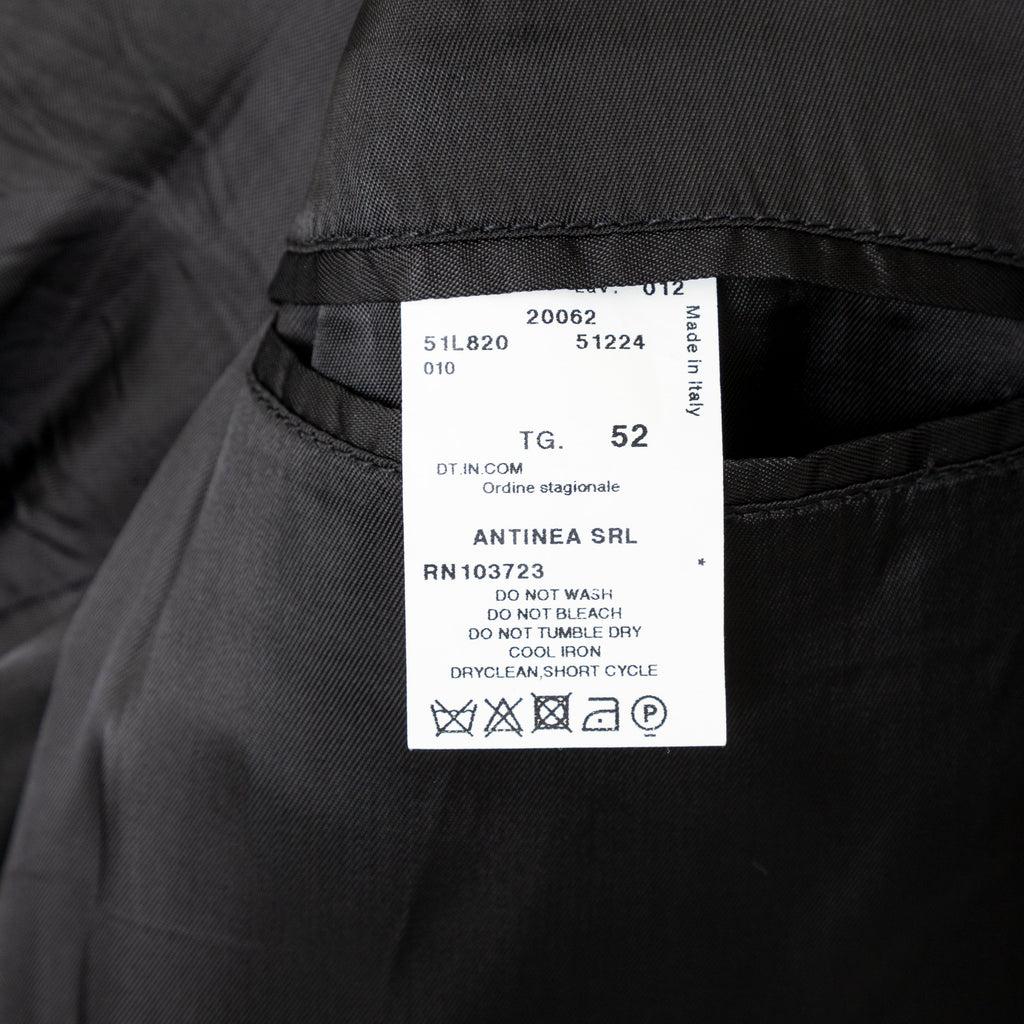 Lav. 012
20062
51L820 51224
010
Made in Italy
TG. 52
DT.IN.COM
Ordine stagionale
ANTINEA SRL
RN103723 *
DO NOT WASH
DO NOT BLEACH
DO NOT TUMBLE DRY
COOL IRON
DRYCLEAN,SHORT CYCLE
P